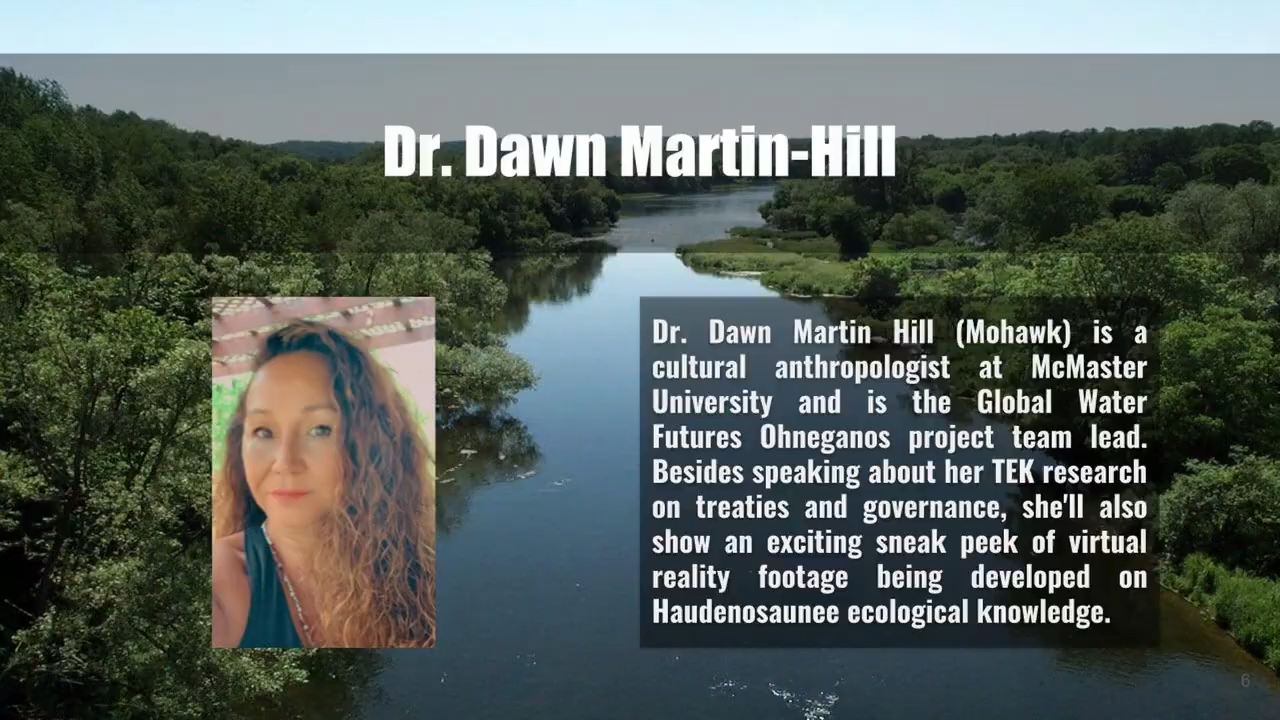 Dr. Dawn Martin-Hill
Dr. Dawn Martin Hill (Mohawk) is a
cultural anthropologist at McMaster
University and is the Global Water
Futures Ohneganos project team lead.
Besides speaking about her TEK research
on treaties and governance, she'll also
show an exciting sneak peek of virtual
reality footage being developed on
Haudenosaunee ecological knowledge.
6